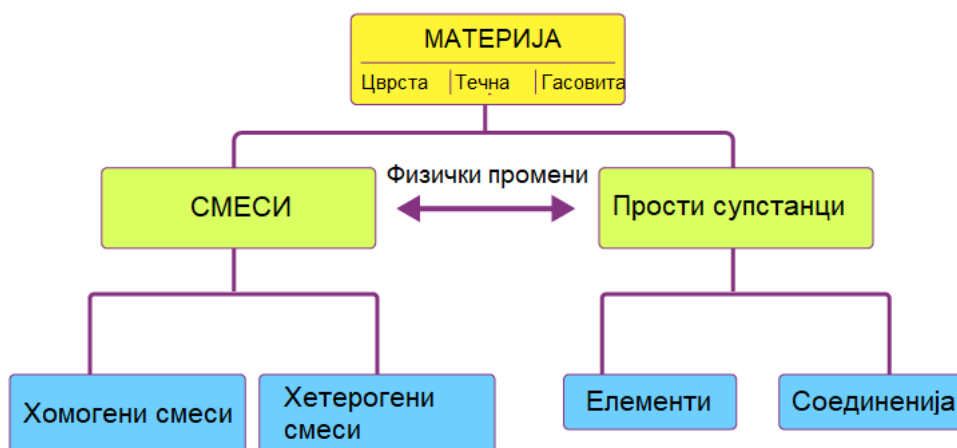 МАТЕРИЈА
Цврста Течна Гасовита
Физички промени
СМЕСИ
Прости супстанци
Хомогени смеси
Хетерогени
смеси
Елементи
Соединенија